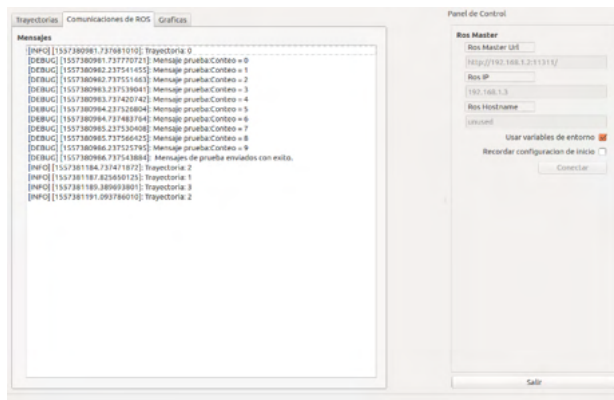 Trayectorias Comunicaciones de ROS Graficas
Mensajes
[INFO] [1557380981.737681010]: Trayectoria: 0
[DEBUG] [1557380981.737770721]: Mensaje prueba:Conteo = 0
[DEBUG] [1557380982.237541455]: Mensaje prueba:Conteo = 1
[DEBUG] [1557380982.737551463]: Mensaje prueba:Conteo = 2
[DEBUG] [1557380983.237539041]: Mensaje prueba:Conteo = 3
[DEBUG] [1557380983.737420747]: Mensaje prueba:Conteo = 4
[DEBUG] [1557380984.237526804]: Mensaje prueba:Conteo = 5
[DEBUG] [1557380984.737483764]: Mensaje prueba:Conteo = 6
[DEBUG] [1557380985.237530408]: Mensaje prueba:Conteo = 7
[DEBUG] [1557380985.737566425]: Mensaje prueba:Conteo = 8
[DEBUG] [1557380986.237525795]: Mensaje prueba:Conteo = 9
[DEBUG] [1557380986.737543884]: Mensajes de prueba enviados con exito.
[INFO] [1557381184.737471872]: Trayectoria: 2
[INFO] [1557381187.825650125]: Trayectoria: 1
[INFO] [1557381189.389693801]: Trayectoria: 3
[INFO] [1557381191.093786010]: Trayectoria: 2
Panel de Control
Ros Master
Ros Master Url
http://192.168.1.2:11311/
Ros IP
192.168.1.3
Ros Hostname
unused
Usar variables de entorno
Recordar configuracion de inicio
Conectar
Salir